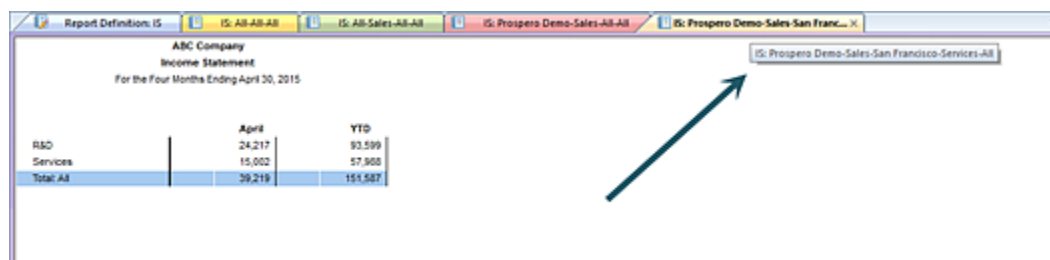 Report Definition: IS
IS: All-All-All
IS: All-Sales-All-All
IS: Prospero Demo-Sales-All-All
IS: Prospero Demo-Sales-San Franc...
IS: Prospero Demo-Sales-San Francisco-Services-All
ABC Company
Income Statement
For the Four Months Ending April 30, 2015
April YTD
R&D 24,217 93,599
Services 15,002 57,988
Total: All 39,219 151,587